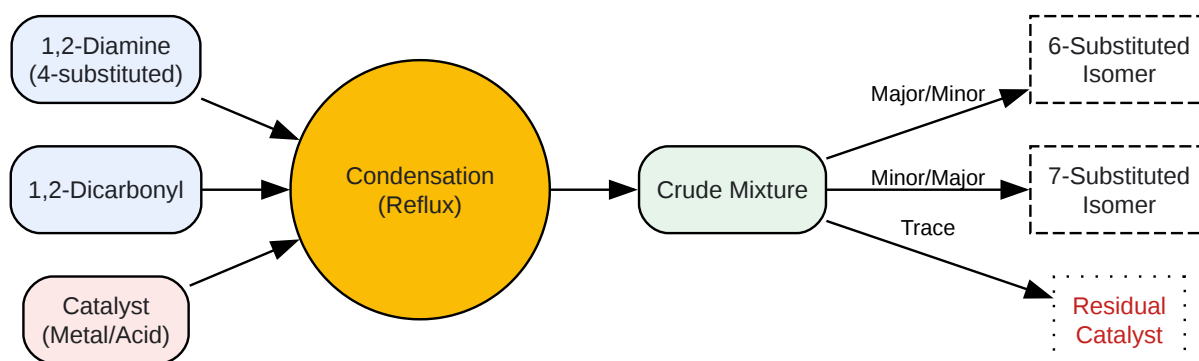 1,2-Diamine
(4-substituted)
1,2-Dicarbonyl
Catalyst
(Metal/Acid)
Condensation
(Reflux)
Crude Mixture
Major/Minor
Minor/Major
Trace
6-Substituted
Isomer
7-Substituted
Isomer
Residual
Catalyst